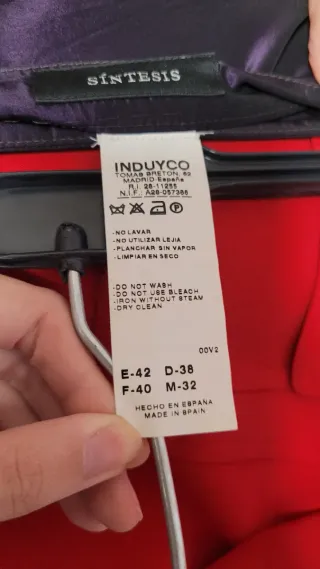 SÍNTESIS
INDUYCO
TOMAS BRETON, 62
MADRID-España
R.I. 28-11255
N.I.F. A28-057388
-NO LAVAR
-NO UTILIZAR LEJIA
-PLANCHAR SIN VAPOR
-LIMPIAR EN SECO
-DO NOT WASH
-DO NOT USE BLEACH
-IRON WITHOUT STEAM
-DRY CLEAN
00V2
E-42 D-38
F-40 M-32
HECHO EN ESPAÑA
MADE IN SPAIN